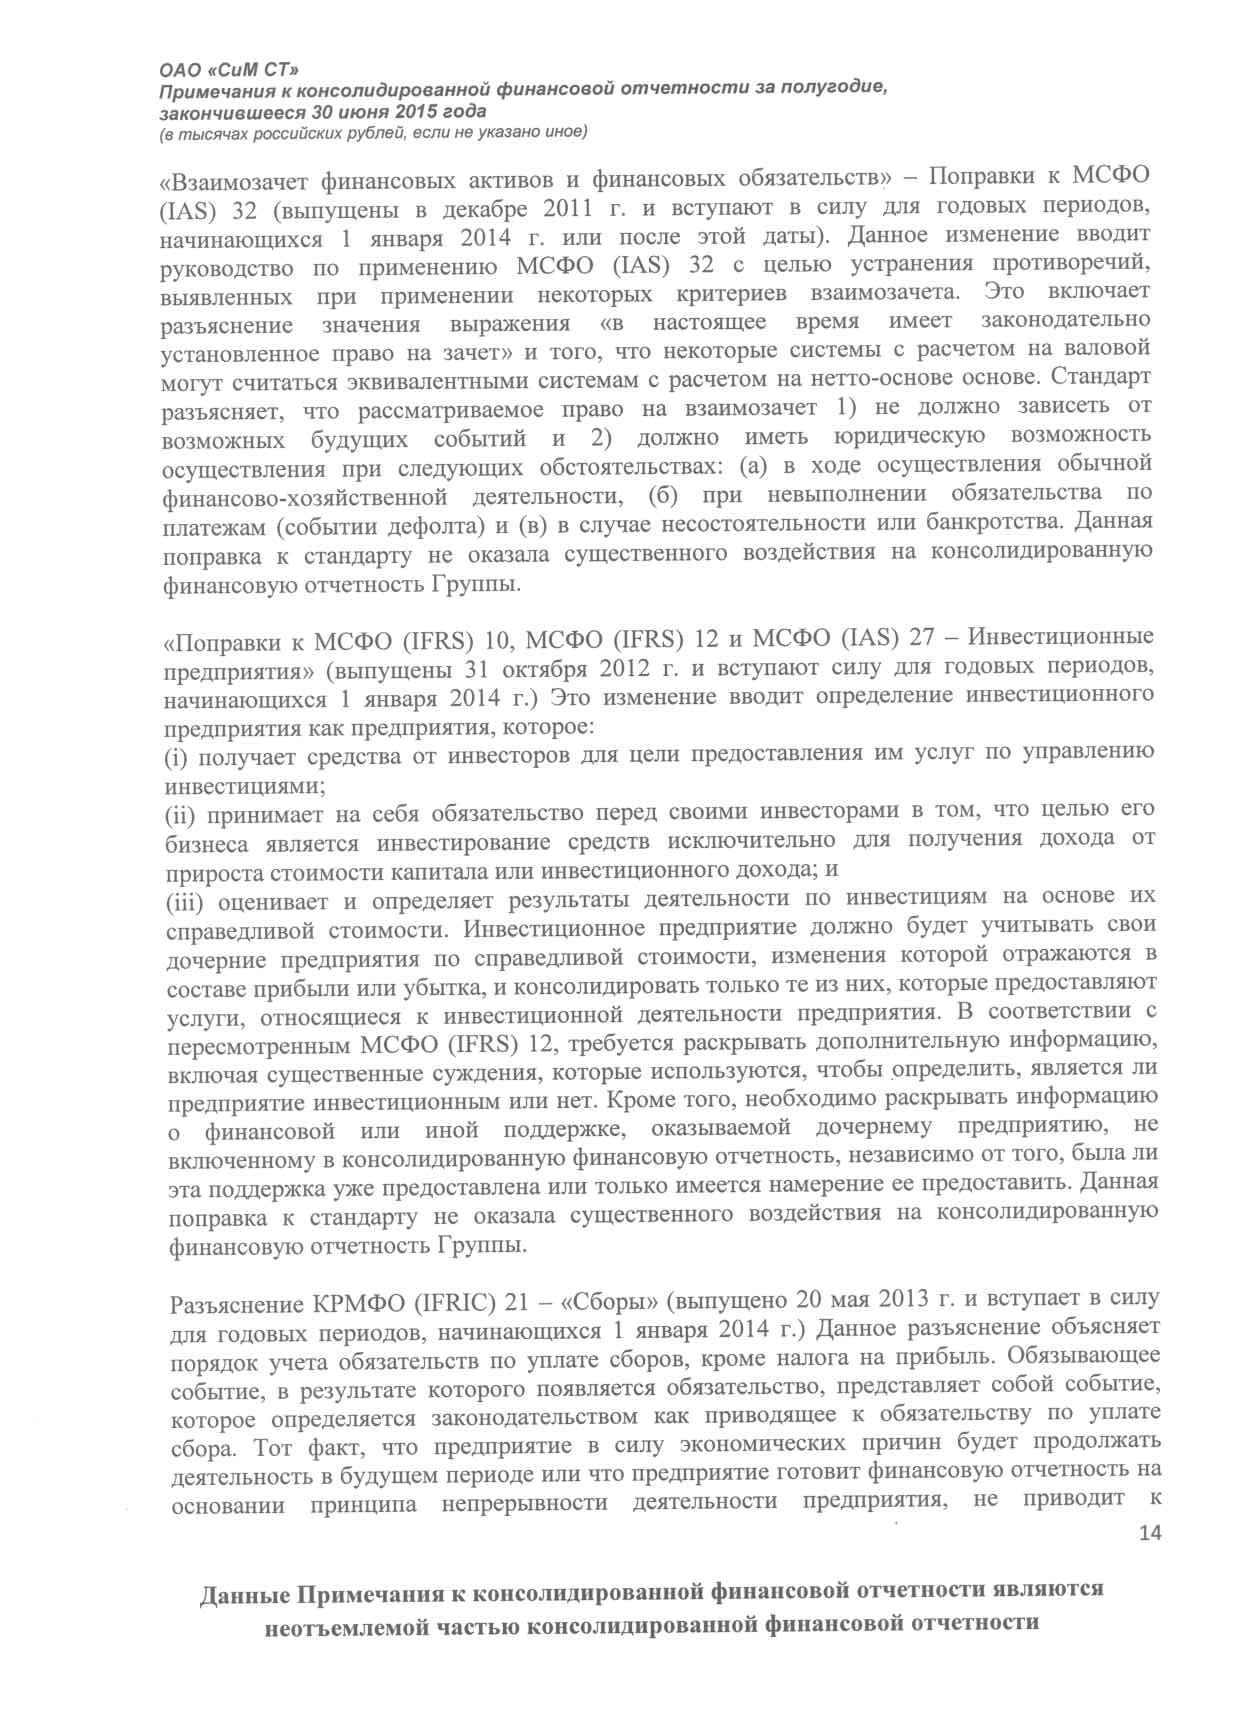 ОАО «СиМ СТ»
Примечания к консолидированной финансовой отчетности за полугодие,
закончившееся 30 июня 2015 года
(в тысячах российских рублей, если не указано иное)
«Взаимозачет финансовых активов и финансовых обязательств» – Поправки к МСФО
(IAS) 32 (выпущены в декабре 2011 г. и вступают в силу для годовых периодов,
начинающихся 1 января 2014 г. или после этой даты). Данное изменение вводит
руководство по применению МСФО (IAS) 32 с целью устранения противоречий,
выявленных при применении некоторых критериев взаимозачета. Это включает
разъяснение значения выражения «в настоящее время имеет законодательно
установленное право на зачет» и того, что некоторые системы с расчетом на валовой
могут считаться эквивалентными системам с расчетом на нетто-основе основе. Стандарт
разъясняет, что рассматриваемое право на взаимозачет 1) не должно зависеть от
возможных будущих событий и 2) должно иметь юридическую возможность
осуществления при следующих обстоятельствах: (а) в ходе осуществления обычной
финансово-хозяйственной деятельности, (б) при невыполнении обязательства по
платежам (событии дефолта) и (в) в случае несостоятельности или банкротства. Данная
поправка к стандарту не оказала существенного воздействия на консолидированную
финансовую отчетность Группы.
«Поправки к МСФО (IFRS) 10, МСФО (IFRS) 12 и МСФО (IAS) 27 – Инвестиционные
предприятия» (выпущены 31 октября 2012 г. и вступают силу для годовых периодов,
начинающихся 1 января 2014 г.) Это изменение вводит определение инвестиционного
предприятия как предприятия, которое:
(i) получает средства от инвесторов для цели предоставления им услуг по управлению
инвестициями;
(ii) принимает на себя обязательство перед своими инвесторами в том, что целью его
бизнеса является инвестирование средств исключительно для получения дохода от
прироста стоимости капитала или инвестиционного дохода; и
(iii) оценивает и определяет результаты деятельности по инвестициям на основе их
справедливой стоимости. Инвестиционное предприятие должно будет учитывать свои
дочерние предприятия по справедливой стоимости, изменения которой отражаются в
составе прибыли или убытка, и консолидировать только те из них, которые предоставляют
услуги, относящиеся к инвестиционной деятельности предприятия. В соответствии с
пересмотренным МСФО (IFRS) 12, требуется раскрывать дополнительную информацию,
включая существенные суждения, которые используются, чтобы определить, является ли
предприятие инвестиционным или нет. Кроме того, необходимо раскрывать информацию
о финансовой или иной поддержке, оказываемой дочернему предприятию, не
включенному в консолидированную финансовую отчетность, независимо от того, была ли
эта поддержка уже предоставлена или только имеется намерение ее предоставить. Данная
поправка к стандарту не оказала существенного воздействия на консолидированную
финансовую отчетность Группы.
Разъяснение КРМФО (IFRIC) 21 – «Сборы» (выпущено 20 мая 2013 г. и вступает в силу
для годовых периодов, начинающихся 1 января 2014 г.) Данное разъяснение объясняет
порядок учета обязательств по уплате сборов, кроме налога на прибыль. Обязывающее
событие, в результате которого появляется обязательство, представляет собой событие,
которое определяется законодательством как приводящее к обязательству по уплате
сбора. Тот факт, что предприятие в силу экономических причин будет продолжать
деятельность в будущем периоде или что предприятие готовит финансовую отчетность на
основании принципа непрерывности деятельности предприятия, не приводит к
14
Данные Примечания к консолидированной финансовой отчетности являются
неотъемлемой частью консолидированной финансовой отчетности